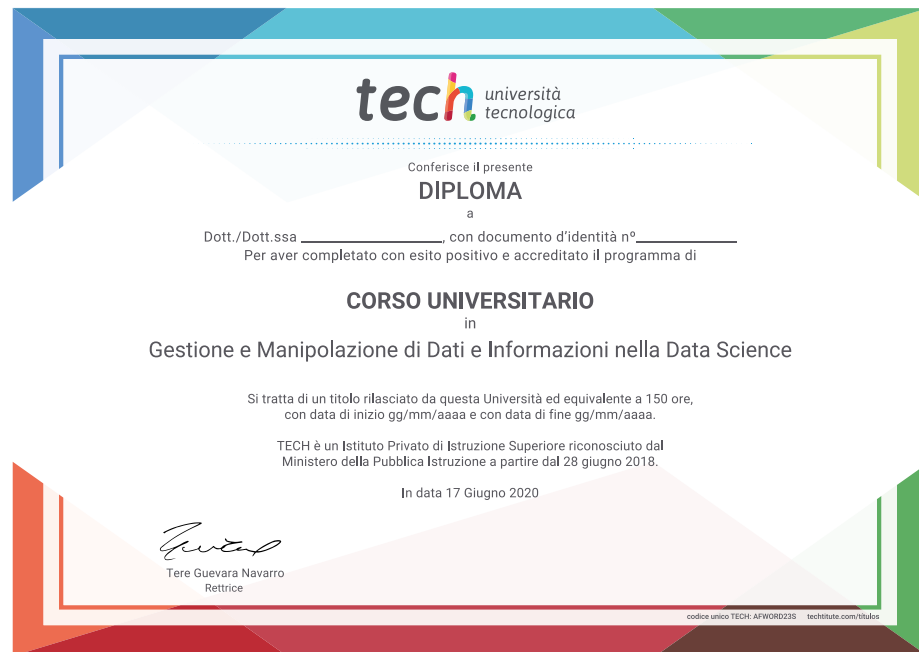 tech università
tecnologica
Conferisce il presente
DIPLOMA
a
Dott./Dott.ssa ____________________, con documento d'identità nº______________
Per aver completato con esito positivo e accreditato il programma di
CORSO UNIVERSITARIO
in
Gestione e Manipolazione di Dati e Informazioni nella Data Science
Si tratta di un titolo rilasciato da questa Università ed equivalente a 150 ore,
con data di inizio gg/mm/aaaa e con data di fine gg/mm/aaaa.
TECH è un Istituto Privato di Istruzione Superiore riconosciuto dal
Ministero della Pubblica Istruzione a partire dal 28 giugno 2018.
In data 17 Giugno 2020
Tere Guevara Navarro
Rettrice
codice unico TECH: AFWORD23S techtitute.com/titulos